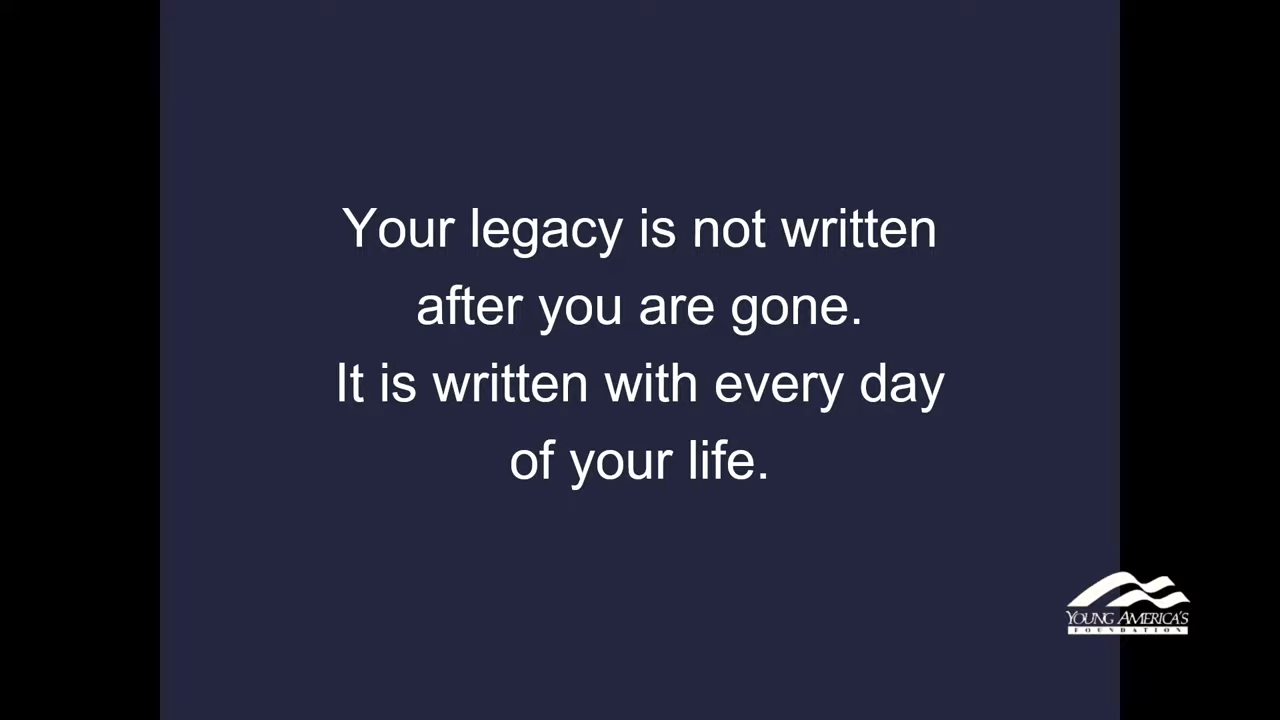 Your legacy is not written
after you are gone.
It is written with every day
of your life.
YOUNG AMERICA'S
FOUNDATION